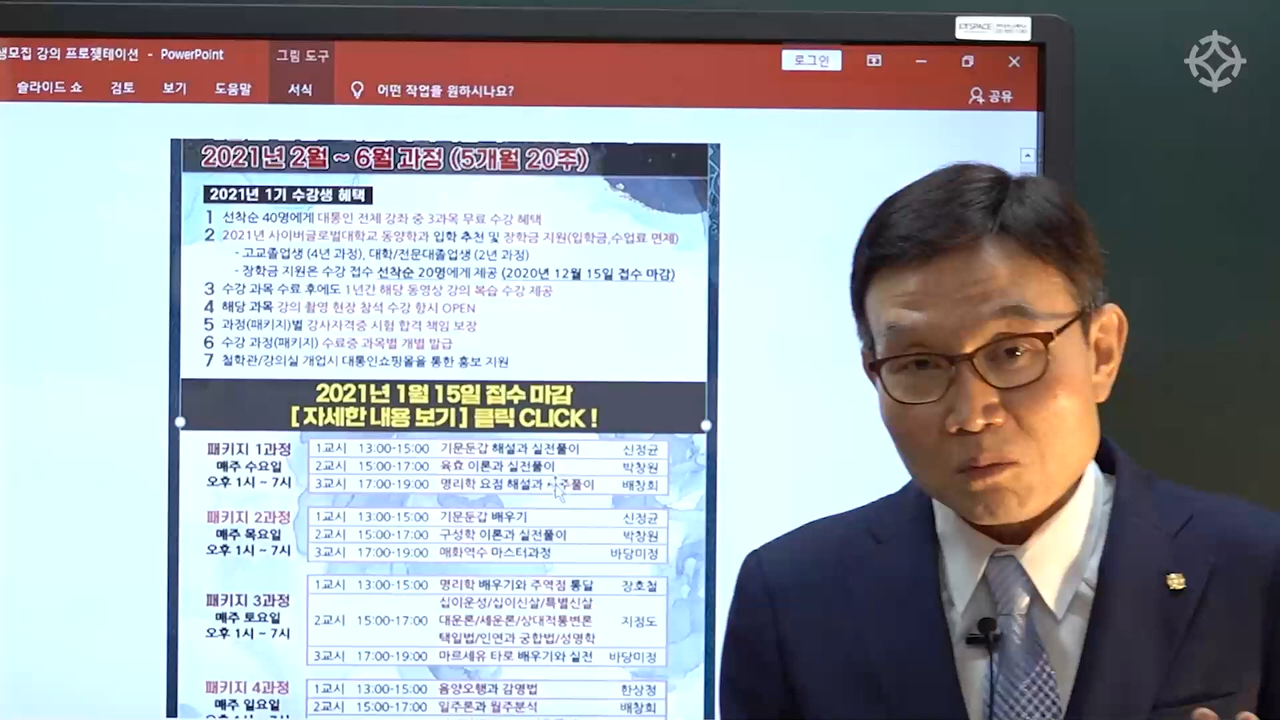 생모집 강의 프로젲테이션 - PowerPoint
그림 도구
로그인
슬라이드 쇼 검토 보기 도움말 서식 어떤 작업을 원하시나요?
공유
2021년 2월 ~ 6월 과정 (5개월 20주)
2021년 1기 수강생 혜택
1 선착순 40명에게 대통인 전체 강좌 중 3과목 무료 수강 혜택
2 2021년 사이버글로벌대학교 동양학과 입학 추천 및 장학금 지원(입학금,수업료 면제)
- 고교졸업생 (4년 과정), 대학/전문대졸업생 (2년 과정)
- 장학금 지원은 수강 접수 선착순 20명에게 제공 (2020년 12월 15일 접수 마감)
3 수강 과목 수료 후에도 1년간 해당 동영상 강의 복습 수강 제공
4 해당 과목 강의 촬영 현장 참석 수강 항시 OPEN
5 과정(패키지)별 강사자격증 시험 합격 책임 보장
6 수강 과정(패키지) 수료증 과목별 개별 발급
7 철학관/강의실 개업시 대통인쇼핑몰을 통한 홍보 지원
2021년 1월 15일 접수 마감
[ 자세한 내용 보기 ] 클릭 CLICK !
패키지 1과정
매주 수요일
오후 1시 ~ 7시
1교시 13:00-15:00 기문둔갑 해설과 실전풀이 신정균
2교시 15:00-17:00 육효 이론과 실전풀이 박창원
3교시 17:00-19:00 명리학 요점 해설과 풀이 배창희
패키지 2과정
매주 목요일
오후 1시 ~ 7시
1교시 13:00-15:00 기문둔갑 배우기 신정균
2교시 15:00-17:00 구성학 이론과 실전풀이 박창원
3교시 17:00-19:00 매화역수 마스터과정 바당미정
패키지 3과정
매주 토요일
오후 1시 ~ 7시
1교시 13:00-15:00 명리학 배우기와 주역점 통달 장호철
십이운성/십이신살/특별신살
2교시 15:00-17:00 대운론/세운론/상대적통변론 지정도
택일법/인연과 궁합법/성명학
3교시 17:00-19:00 마르세유 타로 배우기와 실전 바당미정
패키지 4과정
매주 일요일
1교시 13:00-15:00 음양오행과 감명법 한상정
2교시 15:00-17:00 일주론과 월주분석 배창희